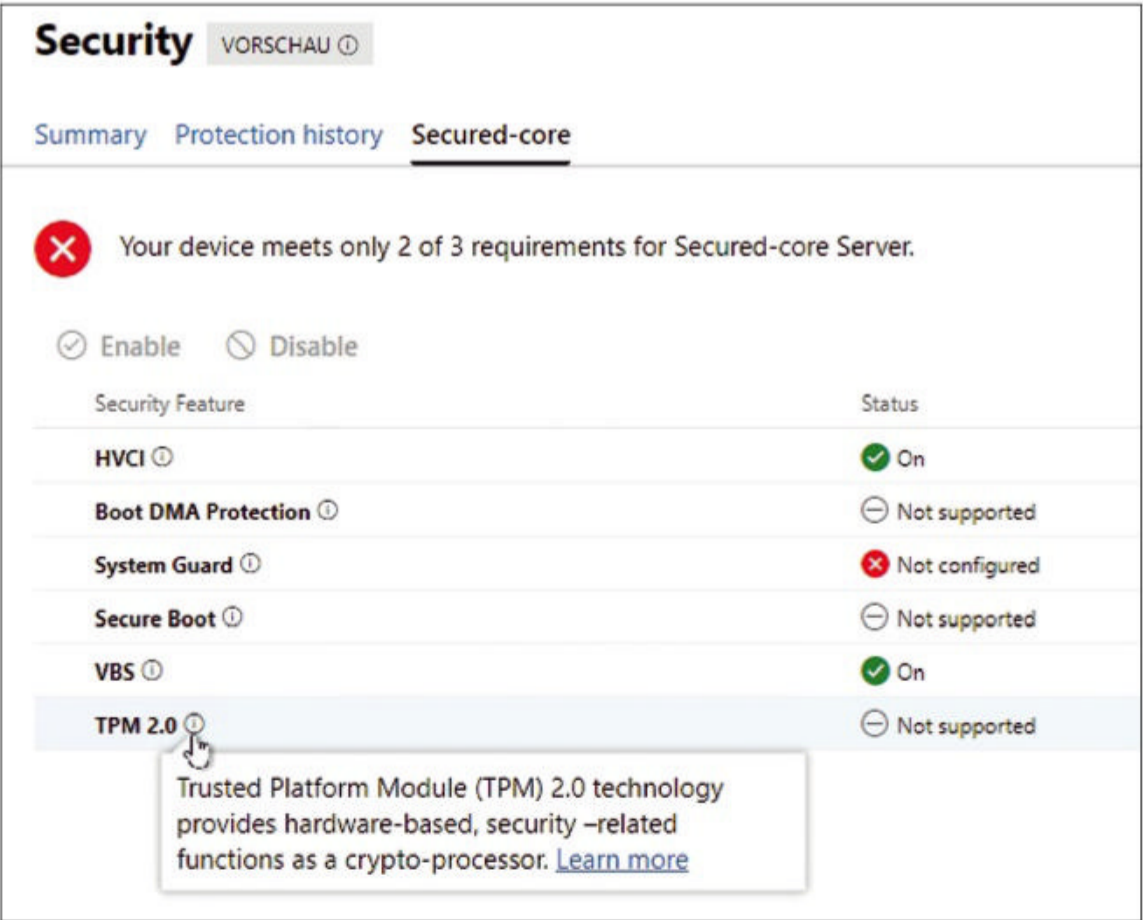 Security VORSCHAU ⓘ
Summary Protection history Secured-core
Your device meets only 2 of 3 requirements for Secured-core Server.
Enable Disable
Security Feature Status
HVCI ⓘ On
Boot DMA Protection ⓘ Not supported
System Guard ⓘ Not configured
Secure Boot ⓘ Not supported
VBS ⓘ On
TPM 2.0 ⓘ Not supported
Trusted Platform Module (TPM) 2.0 technology
provides hardware-based, security –related
functions as a crypto-processor. Learn more